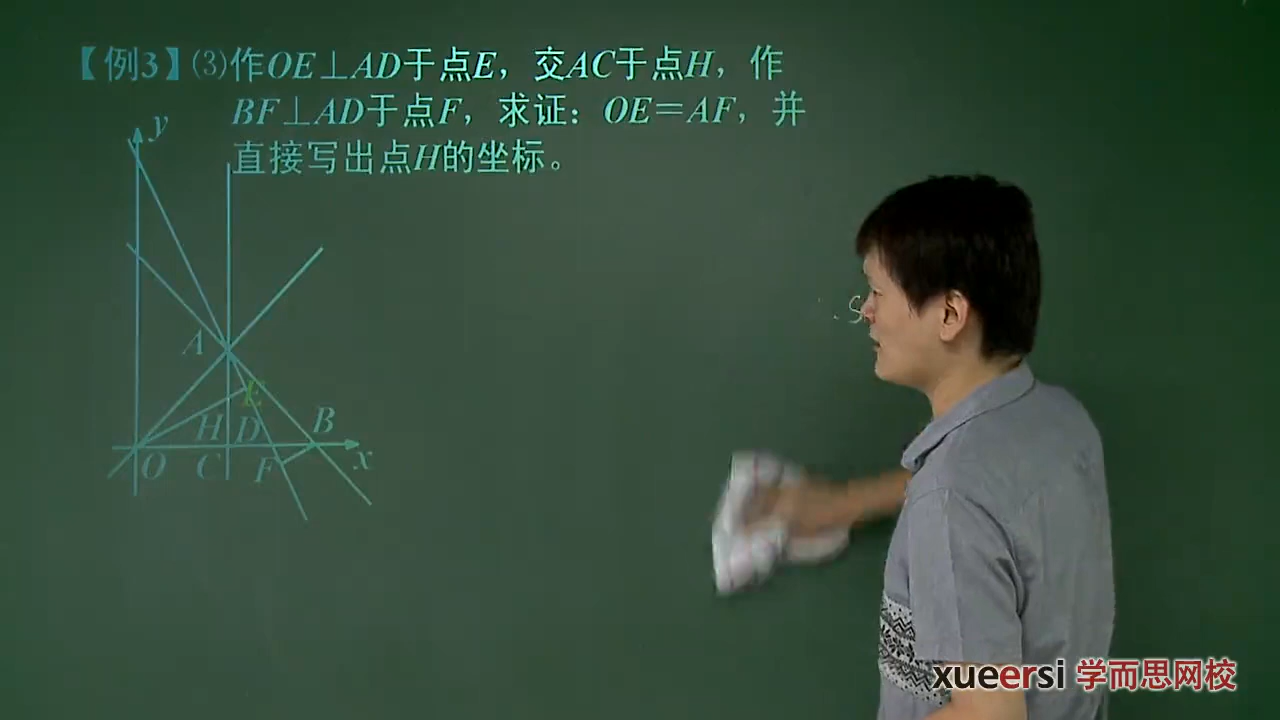 【例3】(3)作OE⊥AD于点E，交AC于点H，作
BF⊥AD于点F，求证：OE=AF，并
直接写出点H的坐标。
y
A
E
H D B
O C F x
xueersi 学而思网校